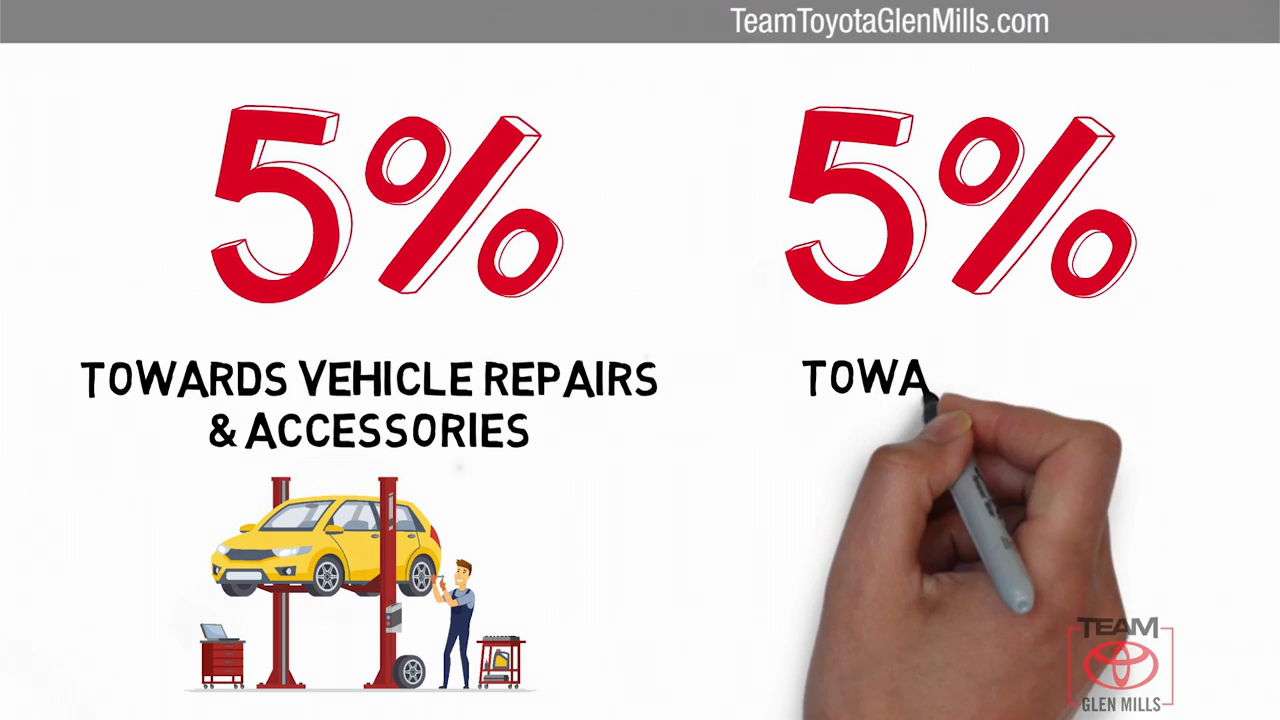 TeamToyotaGlenMills.com
5% 5%
TOWARDS VEHICLE REPAIRS
& ACCESSORIES
TOWA
TEAM
GLEN MILLS